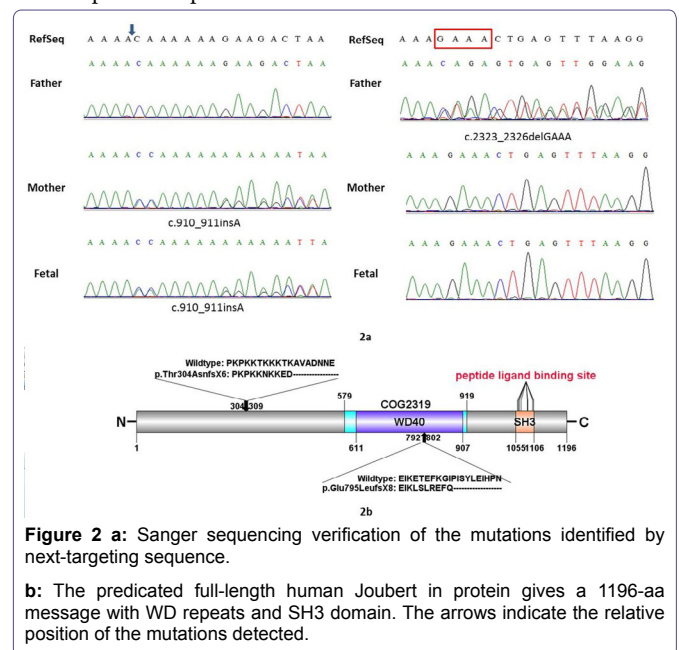 RefSeq A A A A C A A A A A A G A A G A C T A A
A A A A C A A A A A A G A A G A C T A A
Father
A A A A C C A A A A A A A A A A A T A A
Mother
c.910_911insA
A A A A C C A A A A A A A A A A A T T A
Fetal
c.910_911insA
RefSeq A A A G A A A C T G A G T T T A A G G
A A A C A G A G T G A G T T G G A A G
Father
c.2323_2326delGAAA
A A A G A A A C T G A G T T T A A G G
Mother
A A A G A A A C T G A G T T T A A G G
Fetal
2a
Wildtype: PKPKKTKKTKAVADNNE
p.Thr304AsnfsX6: PKPKKNKKED-----------------
peptide ligand binding site
304 309 579 COG2319 919
N WD40 SH3 C
792 802
1 611 907 1055 1106 1196
Wildtype: EIKETEFKGIPISYLEIHPN
p.Glu795LeufsX8: EIKLSLREFQ------------------
2b
Figure 2 a: Sanger sequencing verification of the mutations identified by
next-targeting sequence.
b: The predicated full-length human Joubert in protein gives a 1196-aa
message with WD repeats and SH3 domain. The arrows indicate the relative
position of the mutations detected.